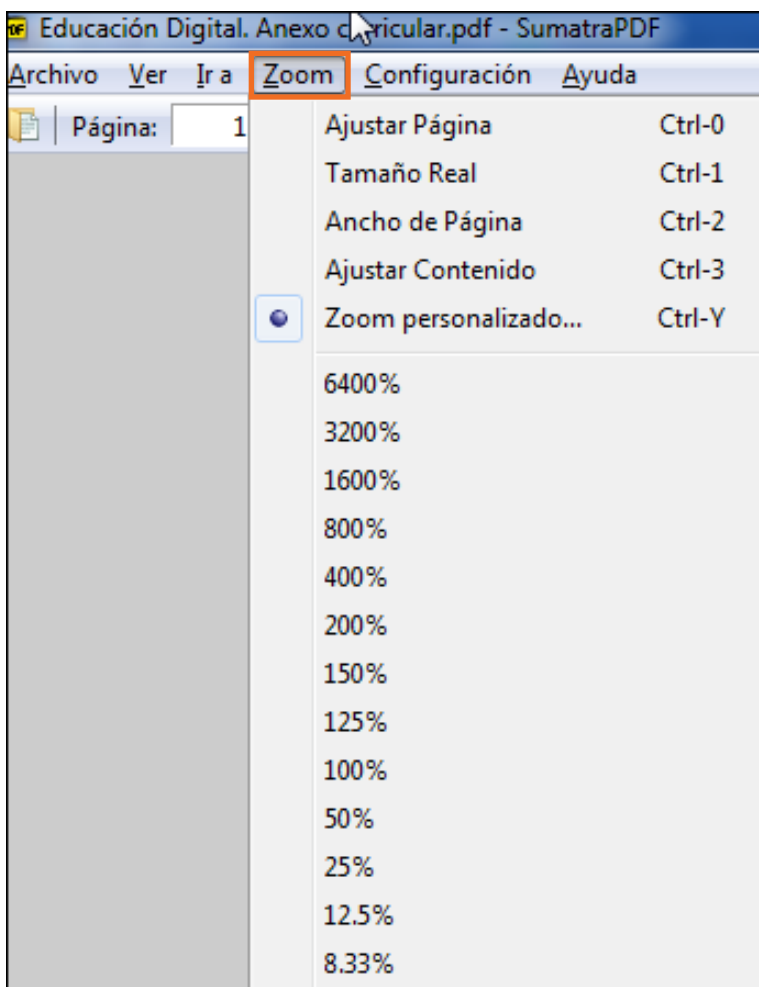 Educación Digital. Anexo curricular.pdf - SumatraPDF
Archivo Ver Ir a Zoom Configuración Ayuda
Página: 1
Ajustar Página Ctrl-0
Tamaño Real Ctrl-1
Ancho de Página Ctrl-2
Ajustar Contenido Ctrl-3
Zoom personalizado... Ctrl-Y
6400%
3200%
1600%
800%
400%
200%
150%
125%
100%
50%
25%
12.5%
8.33%